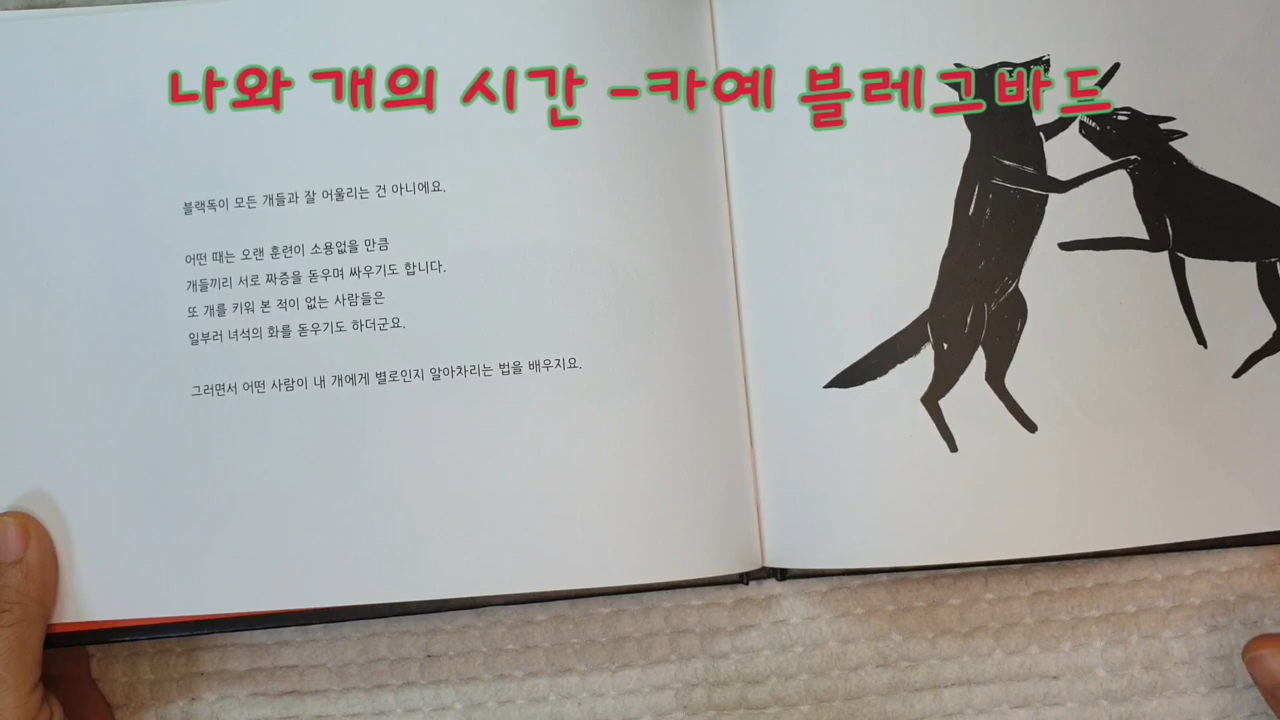 나와 개의 시간 -카예 블레그바드
블랙독이 모든 개들과 잘 어울리는 건 아니에요.
어떤 때는 오랜 훈련이 소용없을 만큼
개들끼리 서로 짜증을 돋우며 싸우기도 합니다.
또 개를 키워 본 적이 없는 사람들은
일부러 녀석의 화를 돋우기도 하더군요.
그러면서 어떤 사람이 내 개에게 별로인지 알아차리는 법을 배우지요.